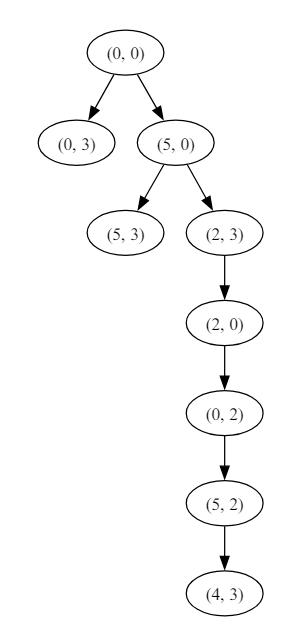 (0, 0)
(0, 3) (5, 0)
(5, 3) (2, 3)
(2, 0)
(0, 2)
(5, 2)
(4, 3)